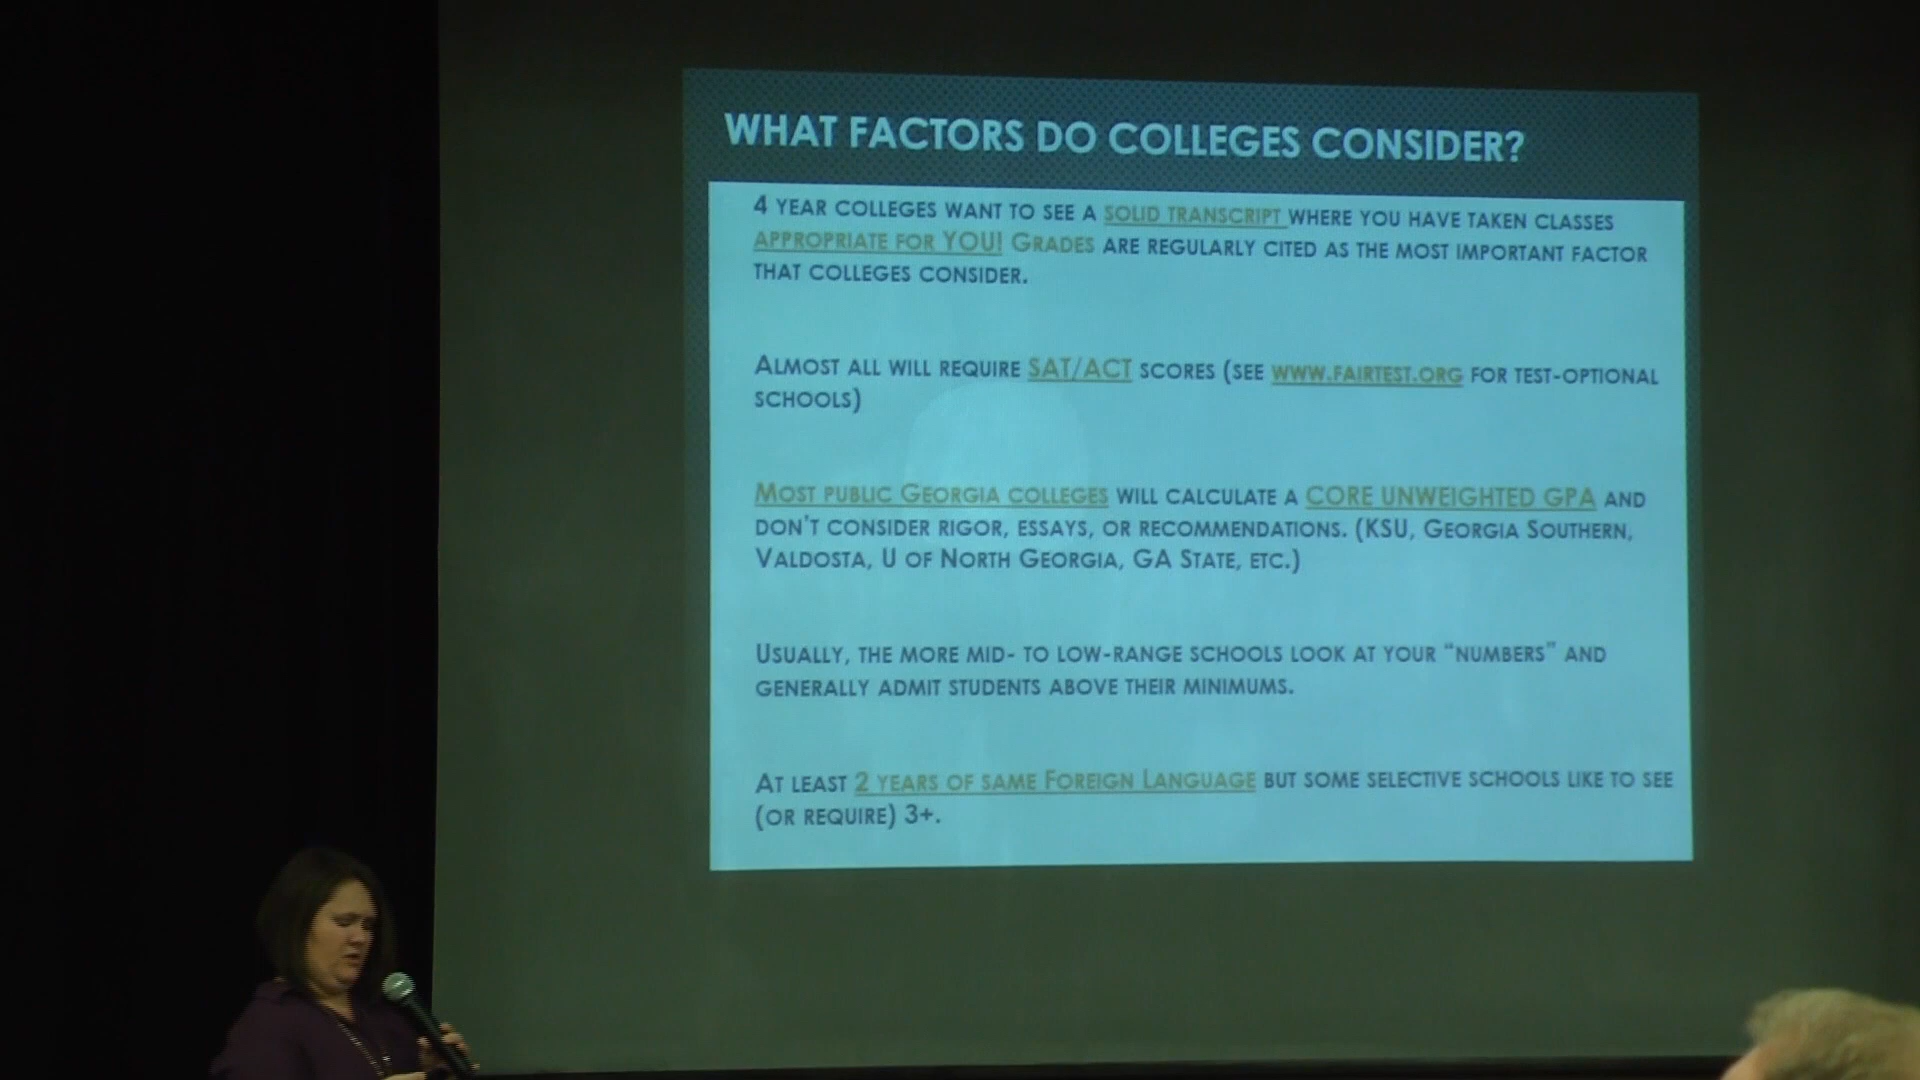 WHAT FACTORS DO COLLEGES CONSIDER?
4 YEAR COLLEGES WANT TO SEE A SOLID TRANSCRIPT WHERE YOU HAVE TAKEN CLASSES
APPROPRIATE FOR YOU! GRADES ARE REGULARLY CITED AS THE MOST IMPORTANT FACTOR
THAT COLLEGES CONSIDER.
ALMOST ALL WILL REQUIRE SAT/ACT SCORES (SEE WWW.FAIRTEST.ORG FOR TEST-OPTIONAL
SCHOOLS)
MOST PUBLIC GEORGIA COLLEGES WILL CALCULATE A CORE UNWEIGHTED GPA AND
DON'T CONSIDER RIGOR, ESSAYS, OR RECOMMENDATIONS. (KSU, GEORGIA SOUTHERN,
VALDOSTA, U OF NORTH GEORGIA, GA STATE, ETC.)
USUALLY, THE MORE MID- TO LOW-RANGE SCHOOLS LOOK AT YOUR “NUMBERS” AND
GENERALLY ADMIT STUDENTS ABOVE THEIR MINIMUMS.
AT LEAST 2 YEARS OF SAME FOREIGN LANGUAGE BUT SOME SELECTIVE SCHOOLS LIKE TO SEE
(OR REQUIRE) 3+.